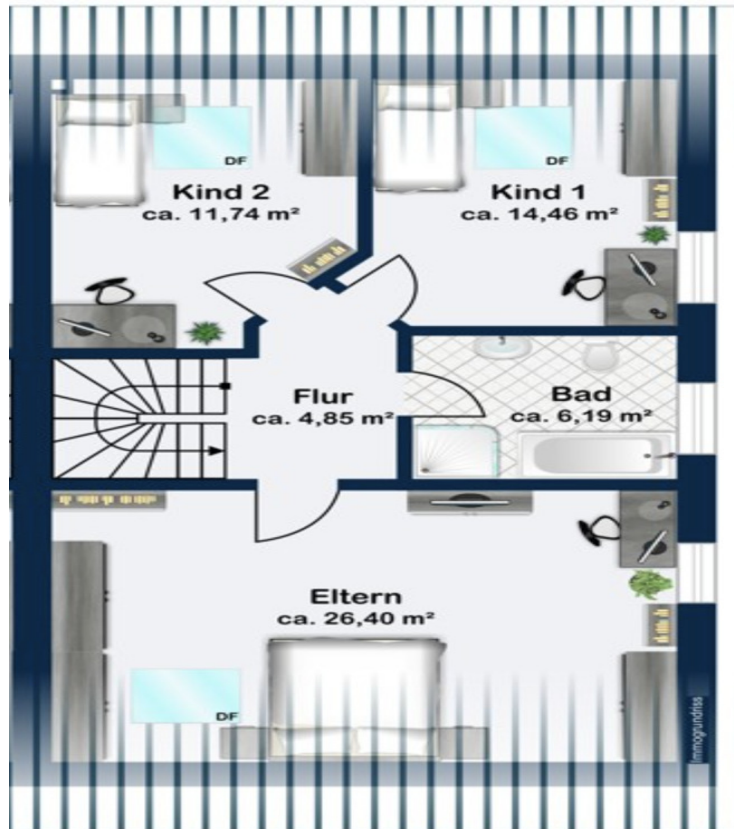 DF
DF
Kind 2
ca. 11,74 m²
Kind 1
ca. 14,46 m²
Flur
ca. 4,85 m²
Bad
ca. 6,19 m²
Eltern
ca. 26,40 m²
DF
Immogrundriss